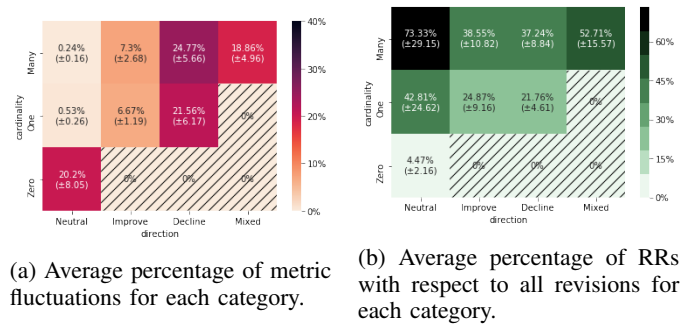 Many
0.24%
(±0.16)
7.3%
(±2.68)
24.77%
(±5.66)
18.86%
(±4.96)
One
0.53%
(±0.26)
6.67%
(±1.19)
21.56%
(±6.17)
0%
Zero
20.2%
(±8.05)
0%
0%
0%
cardinality
Neutral Improve Decline Mixed
direction
40%
30%
20%
10%
0%
(a) Average percentage of metric
fluctuations for each category.
Many
73.33%
(±29.15)
38.55%
(±10.82)
37.24%
(±8.84)
52.71%
(±15.57)
One
42.81%
(±24.62)
24.87%
(±9.16)
21.76%
(±4.61)
0%
Zero
4.47%
(±2.16)
0%
0%
0%
cardinality
Neutral Improve Decline Mixed
direction
60%
45%
30%
15%
0%
(b) Average percentage of RRs
with respect to all revisions for
each category.